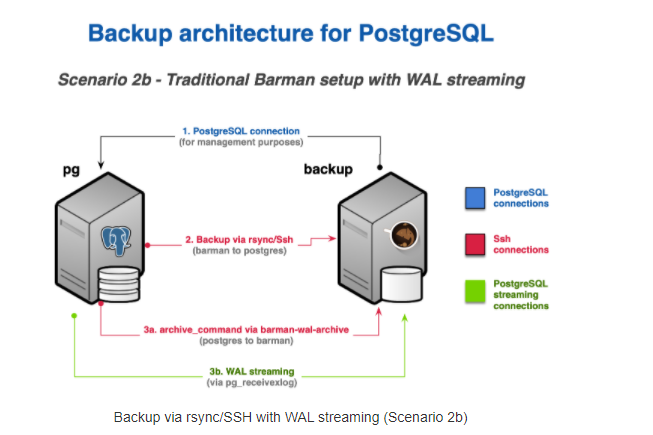 Backup architecture for PostgreSQL
Scenario 2b - Traditional Barman setup with WAL streaming
1. PostgreSQL connection
(for management purposes)
pg
backup
PostgreSQL
connections
2. Backup via rsync/Ssh
(barman to postgres)
Ssh
connections
PostgreSQL
streaming
connections
3a. archive_command via barman-wal-archive
(postgres to barman)
3b. WAL streaming
(via pg_receivexlog)
Backup via rsync/SSH with WAL streaming (Scenario 2b)